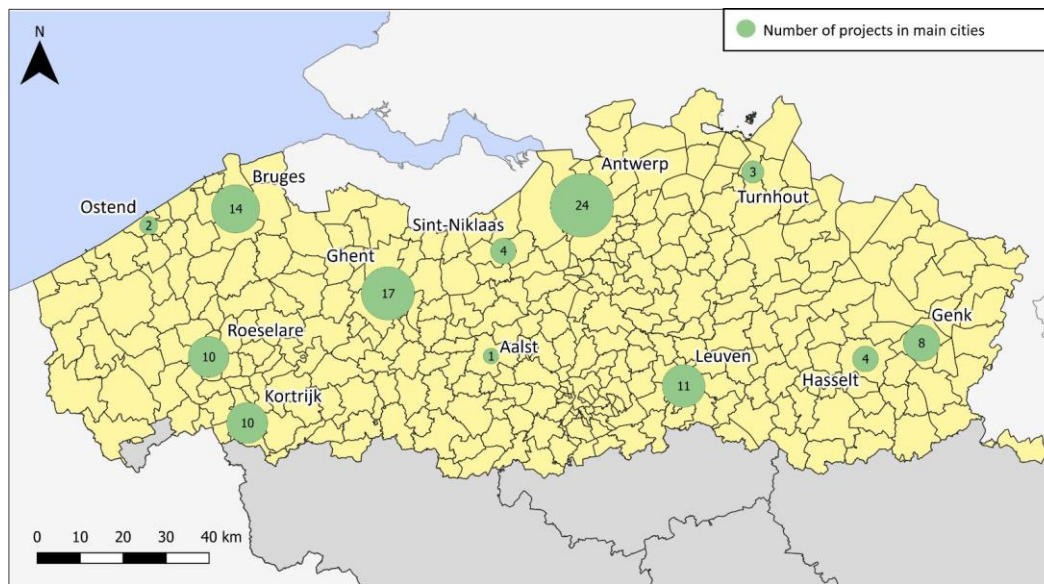 N
Number of projects in main cities
Antwerp
24
3
Turnhout
Bruges
14
Ostend
2
Sint-Niklaas
4
Ghent
17
Genk
8
Roeselare
10
Aalst
1
Leuven
11
4
Hasselt
Kortrijk
10
0 10 20 30 40 km